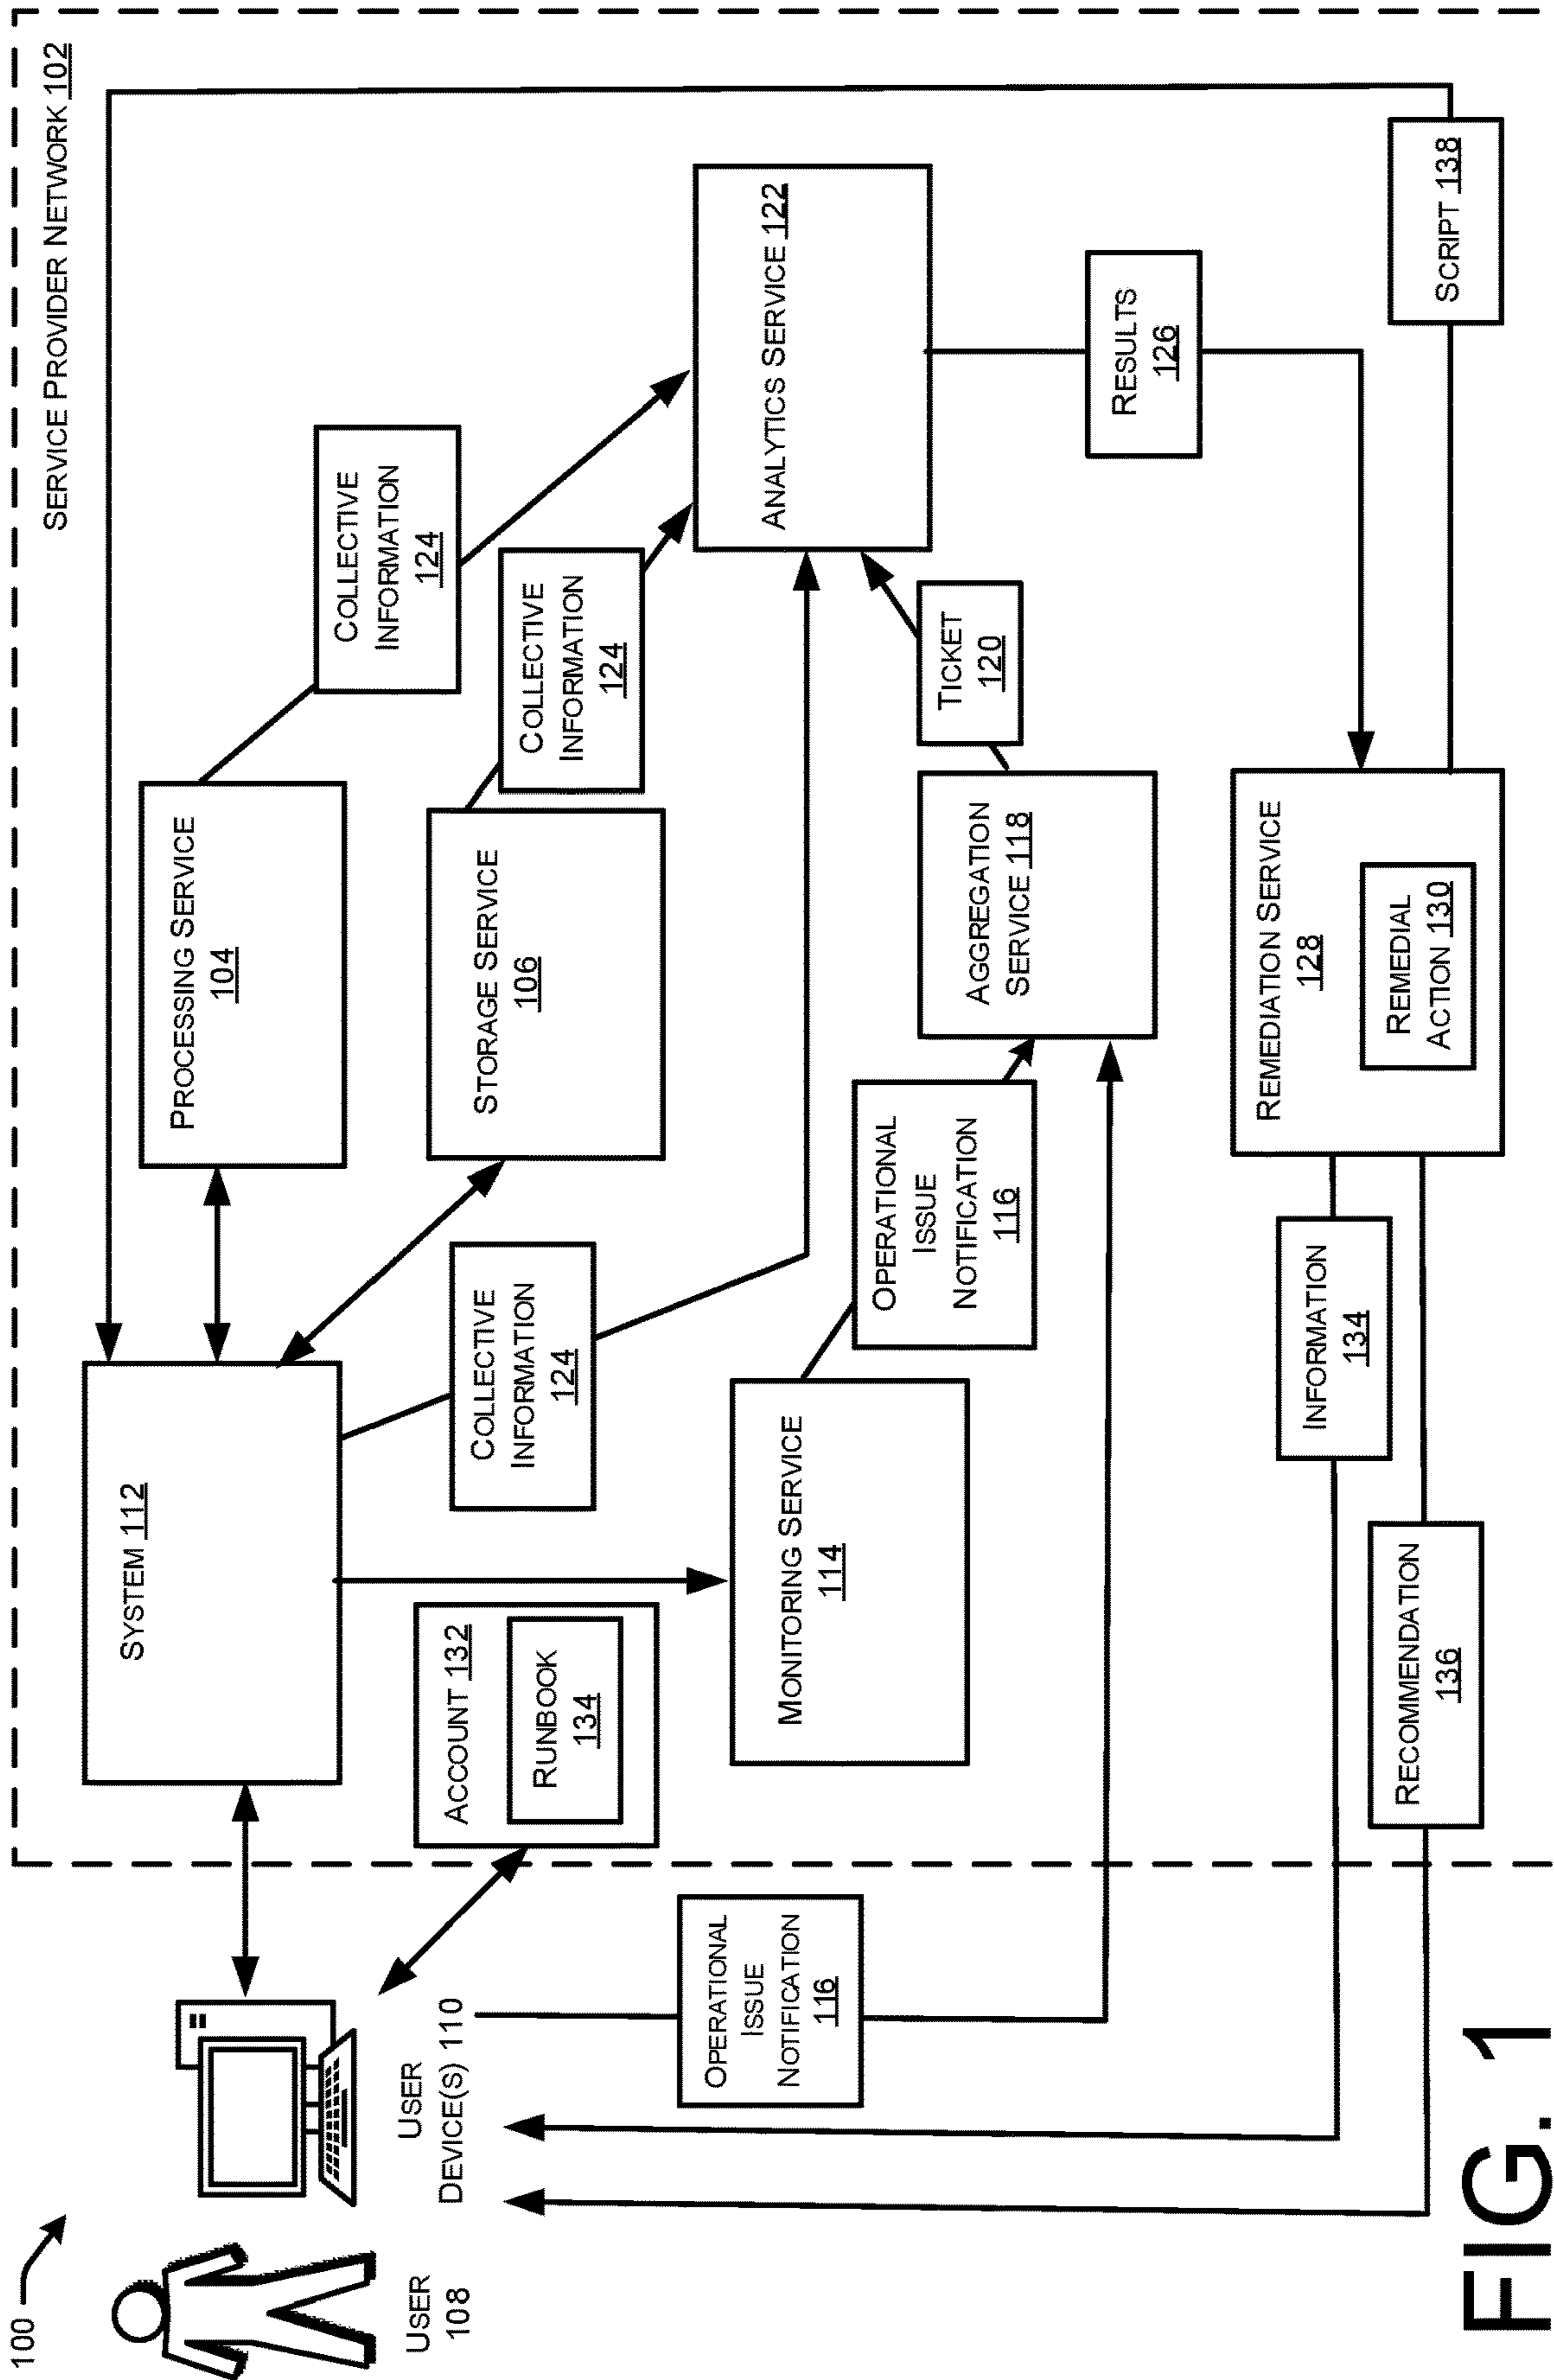 100
USER
108
USER
DEVICE(S) 110
SERVICE PROVIDER NETWORK 102
SYSTEM 112
PROCESSING SERVICE
104
COLLECTIVE
INFORMATION
124
STORAGE SERVICE
106
COLLECTIVE
INFORMATION
124
COLLECTIVE
INFORMATION
124
ACCOUNT 132
RUNBOOK
134
ANALYTICS SERVICE 122
MONITORING SERVICE
114
OPERATIONAL
ISSUE
NOTIFICATION
116
OPERATIONAL
ISSUE
NOTIFICATION
116
AGGREGATION
SERVICE 118
TICKET
120
RESULTS
126
REMEDIATION SERVICE
128
REMEDIAL
ACTION 130
INFORMATION
134
RECOMMENDATION
136
SCRIPT 138
FIG. 1